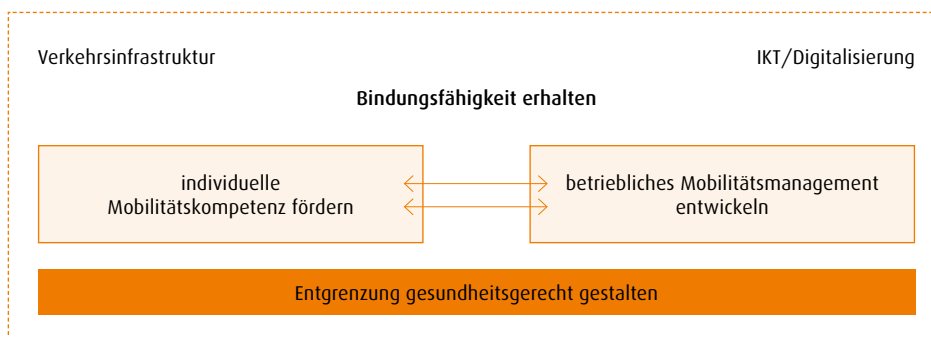 Verkehrsinfrastruktur
IKT/Digitalisierung
Bindungsfähigkeit erhalten
individuelle
Mobilitätskompetenz fördern
betriebliches Mobilitätsmanagement
entwickeln
Entgrenzung gesundheitsgerecht gestalten